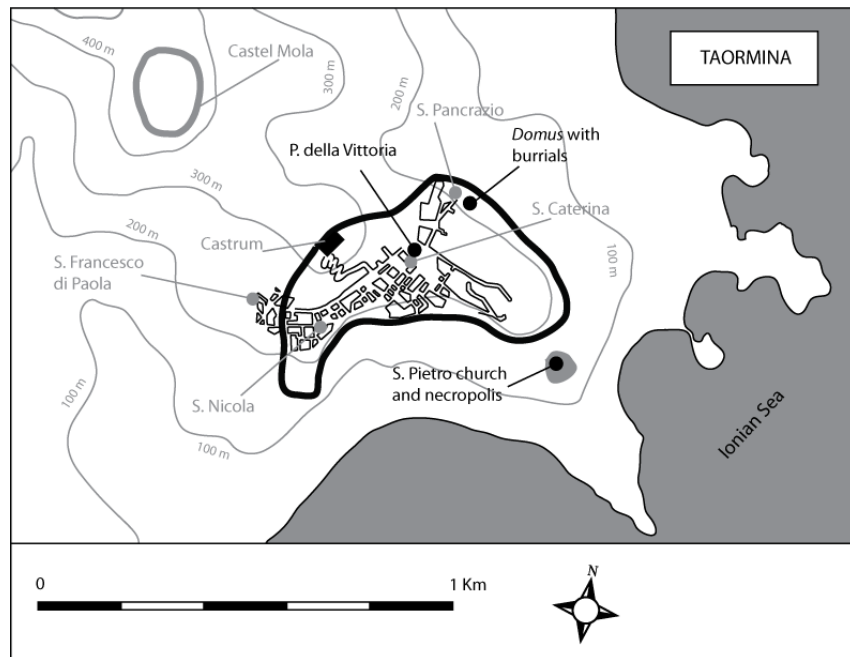 TAORMINA
400 m
Castel Mola
300 m
200 m
S. Pancrazio
P. della Vittoria
Domus with
burrials
300 m
S. Caterina
200 m
Castrum
S. Francesco
di Paola
100 m
100 m
S. Nicola
S. Pietro church
and necropolis
100 m
Ionian Sea
0
1 Km
N